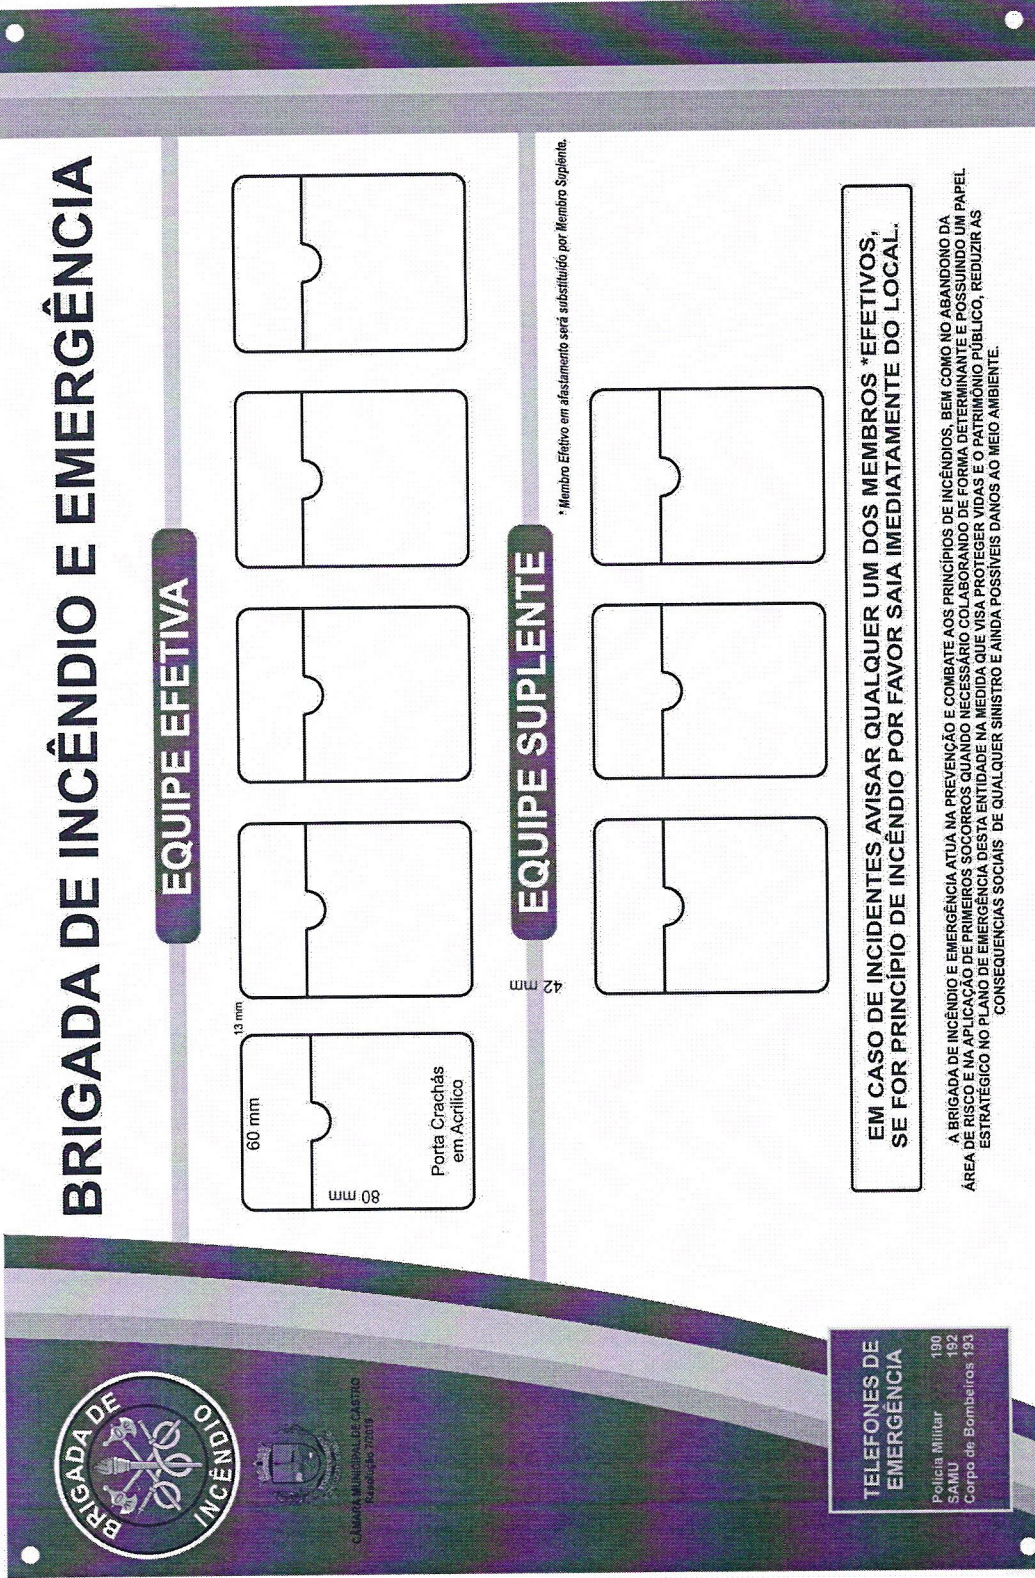 BRIGADA DE INCÊNDIO E EMERGÊNCIA
EQUIPE EFETIVA
60 mm
13 mm
80 mm
Porta Crachás
em Acrílico
42 mm
EQUIPE SUPLENTE
* Membro Efetivo em afastamento será substituído por Membro Suplente.
EM CASO DE INCIDENTES AVISAR QUALQUER UM DOS MEMBROS *EFETIVOS,
SE FOR PRINCÍPIO DE INCÊNDIO POR FAVOR SAIA IMEDIATAMENTE DO LOCAL.
A BRIGADA DE INCÊNDIO E EMERGÊNCIA ATUA NA PREVENÇÃO E COMBATE AOS PRINCÍPIOS DE INCÊNDIOS, BEM COMO NO ABANDONO DA
ÁREA DE RISCO E NA APLICAÇÃO DE PRIMEIROS SOCORROS QUANDO NECESSÁRIO COLABORANDO DE FORMA DETERMINANTE E POSSUINDO UM PAPEL
ESTRATÉGICO NO PLANO DE EMERGÊNCIA DESTA ENTIDADE NA MEDIDA QUE VISA PROTEGER VIDAS E O PATRIMÔNIO PÚBLICO, REDUZIR AS
CONSEQUENCIAS SOCIAIS DE QUALQUER SINISTRO E AINDA POSSÍVEIS DANOS AO MEIO AMBIENTE.
BRIGADA DE
INCÊNDIO
CÂMARA MUNICIPAL DE CASTRO
Resolução
TELEFONES DE
EMERGÊNCIA
Polícia Militar 190
SAMU 192
Corpo de Bombeiros 193